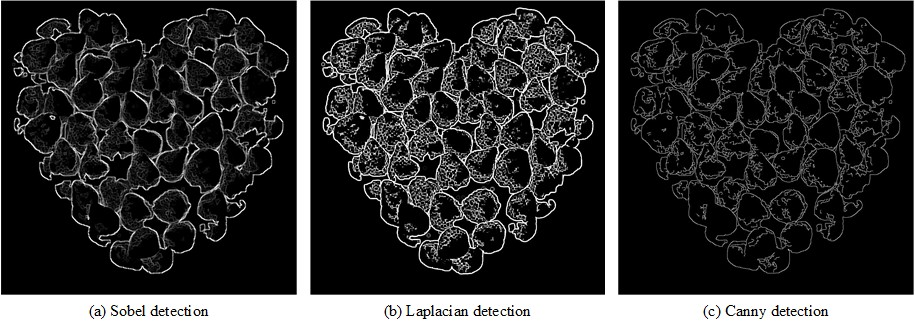 (a) Sobel detection
(b) Laplacian detection
(c) Canny detection